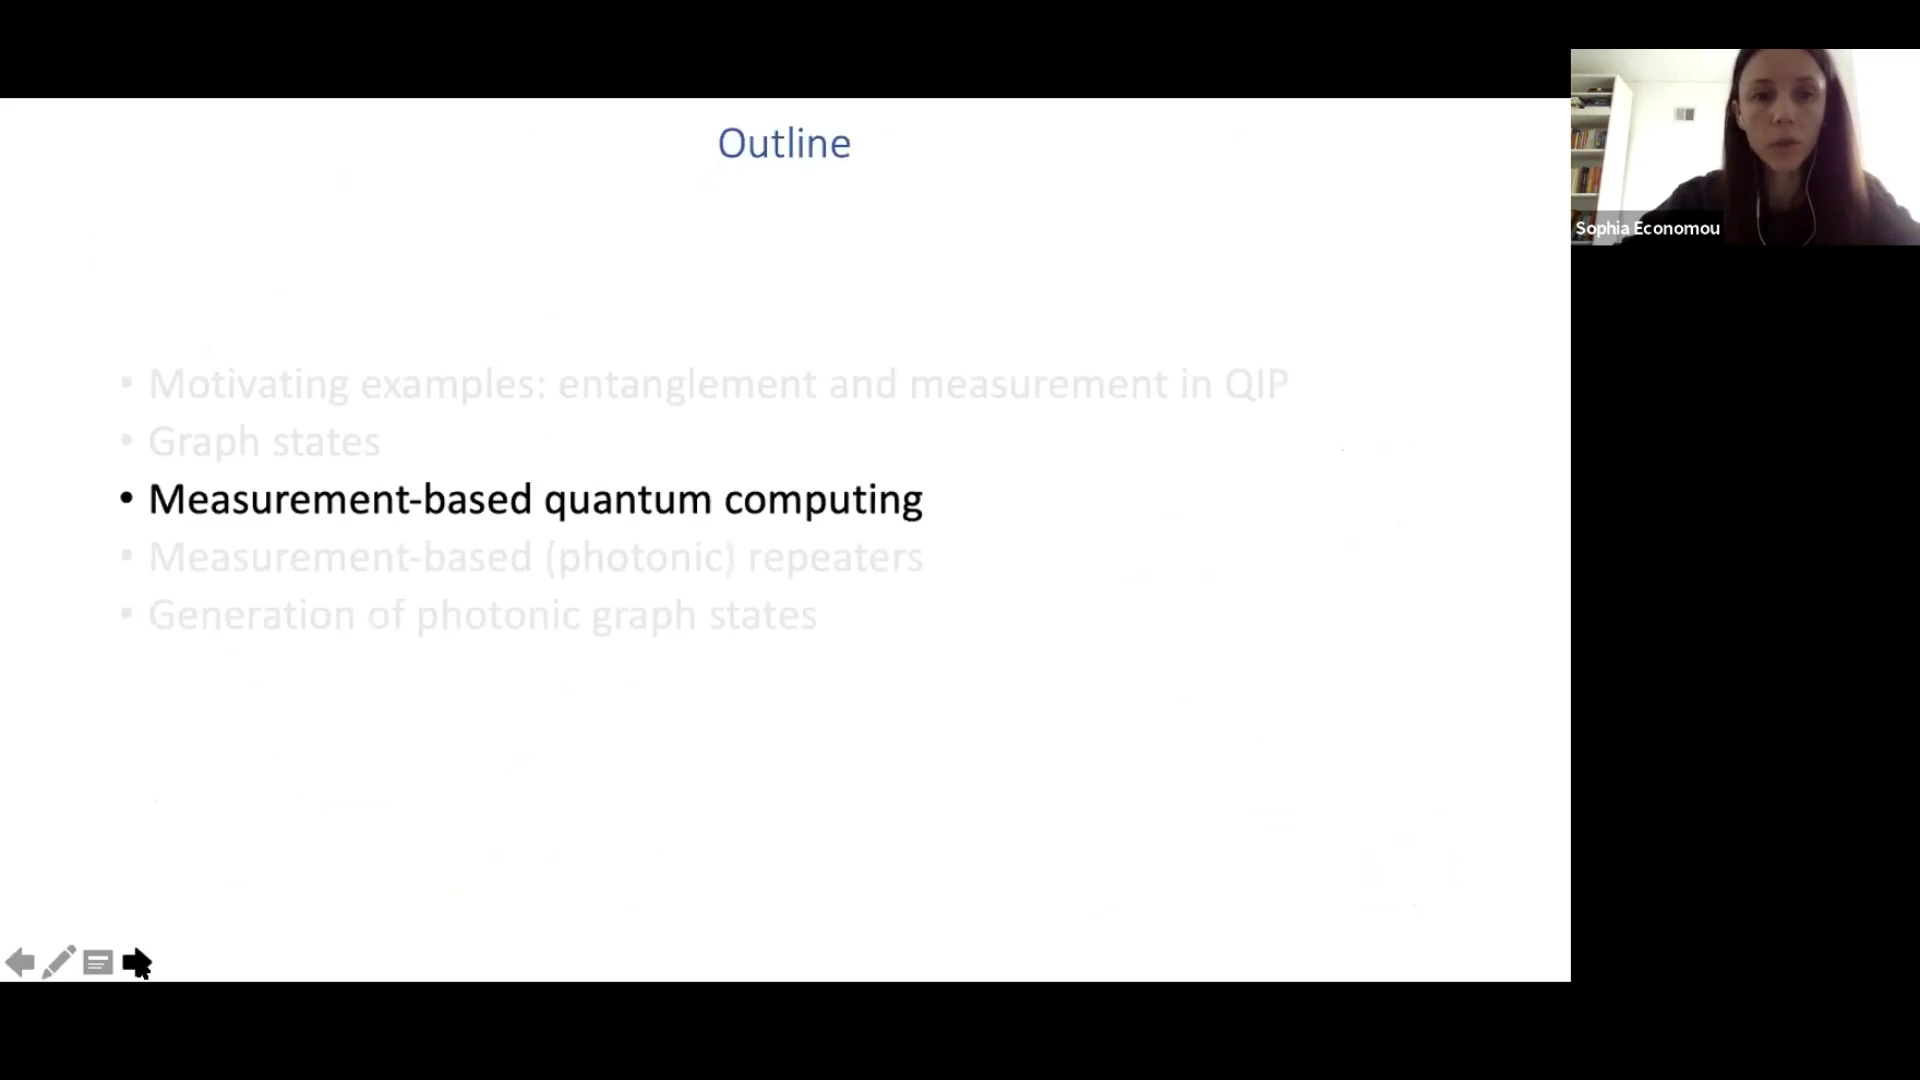 Outline
• Motivating examples: entanglement and measurement in QIP
• Graph states
• Measurement-based quantum computing
• Measurement-based (photonic) repeaters
• Generation of photonic graph states
Sophia Economou